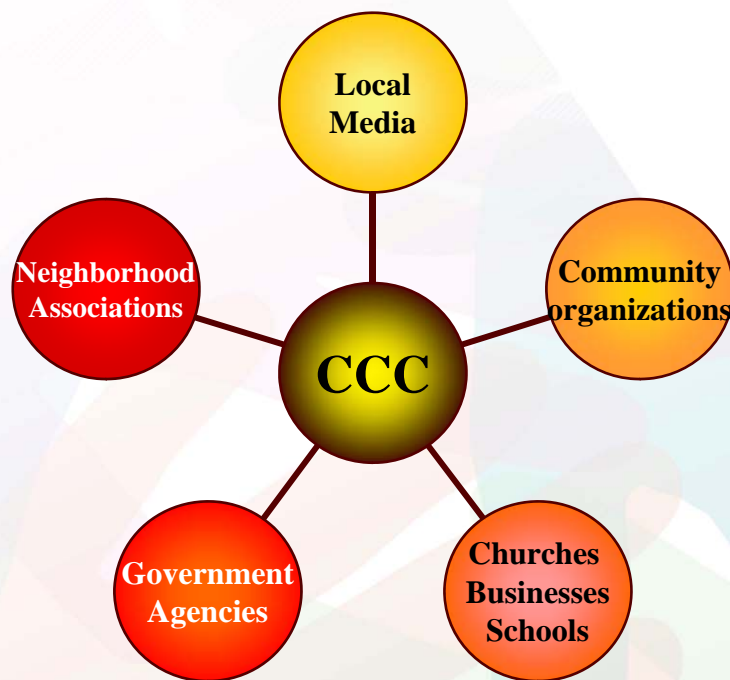 Local
Media
Neighborhood
Associations
Community
organizations
CCC
Government
Agencies
Churches
Businesses
Schools